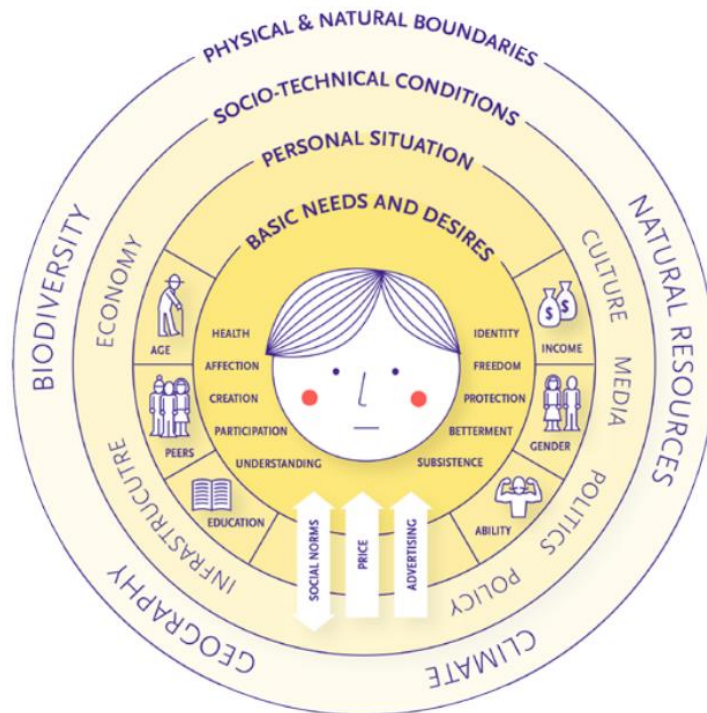 PHYSICAL & NATURAL BOUNDARIES
SOCIO-TECHNICAL CONDITIONS
PERSONAL SITUATION
BASIC NEEDS AND DESIRES
BIODIVERSITY
GEOGRAPHY
CLIMATE
NATURAL RESOURCES
ECONOMY
INFRASTRUCUTRE
CULTURE
MEDIA
POLITICS
POLICY
AGE
PEERS
EDUCATION
INCOME
$
$
GENDER
ABILITY
HEALTH
AFFECTION
CREATION
PARTICIPATION
UNDERSTANDING
IDENTITY
FREEDOM
PROTECTION
BETTERMENT
SUBSISTENCE
SOCIAL NORMS
PRICE
ADVERTISING